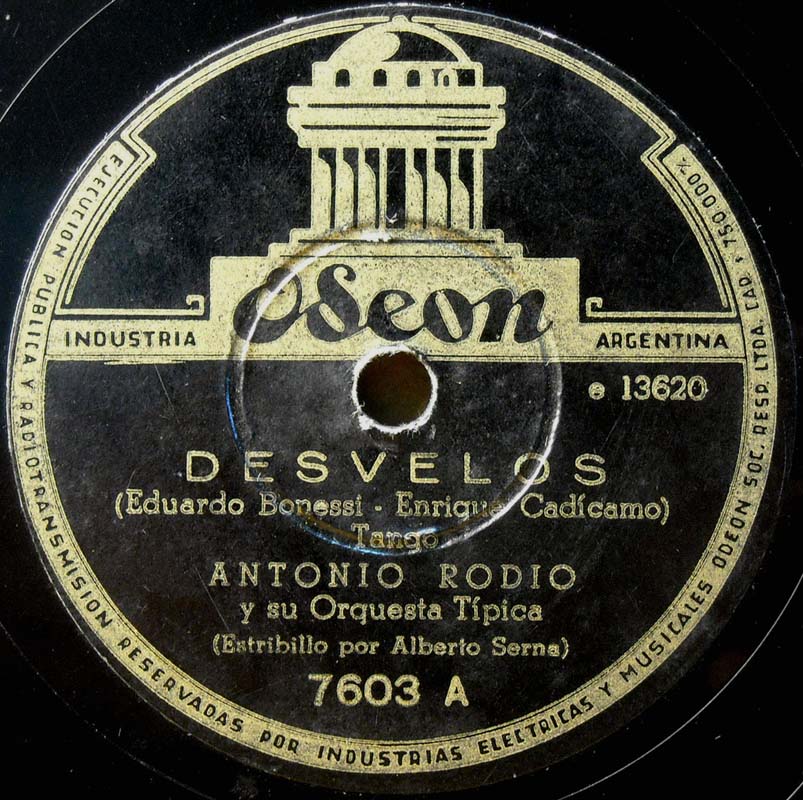 Odeon
INDUSTRIA
ARGENTINA
e 13620
DESVELOS
(Eduardo Bonessi - Enrique Cadícamo)
Tango
ANTONIO RODIO
y su Orquesta Típica
(Estribillo por Alberto Serna)
7603 A
EJECUCION PUBLICA Y RADIOTRANSMISION RESERVADAS POR INDUSTRIAS ELECTRICAS Y MUSICALES ODEON SOC. RESP. LTDA. CAP. $ 750.000 %